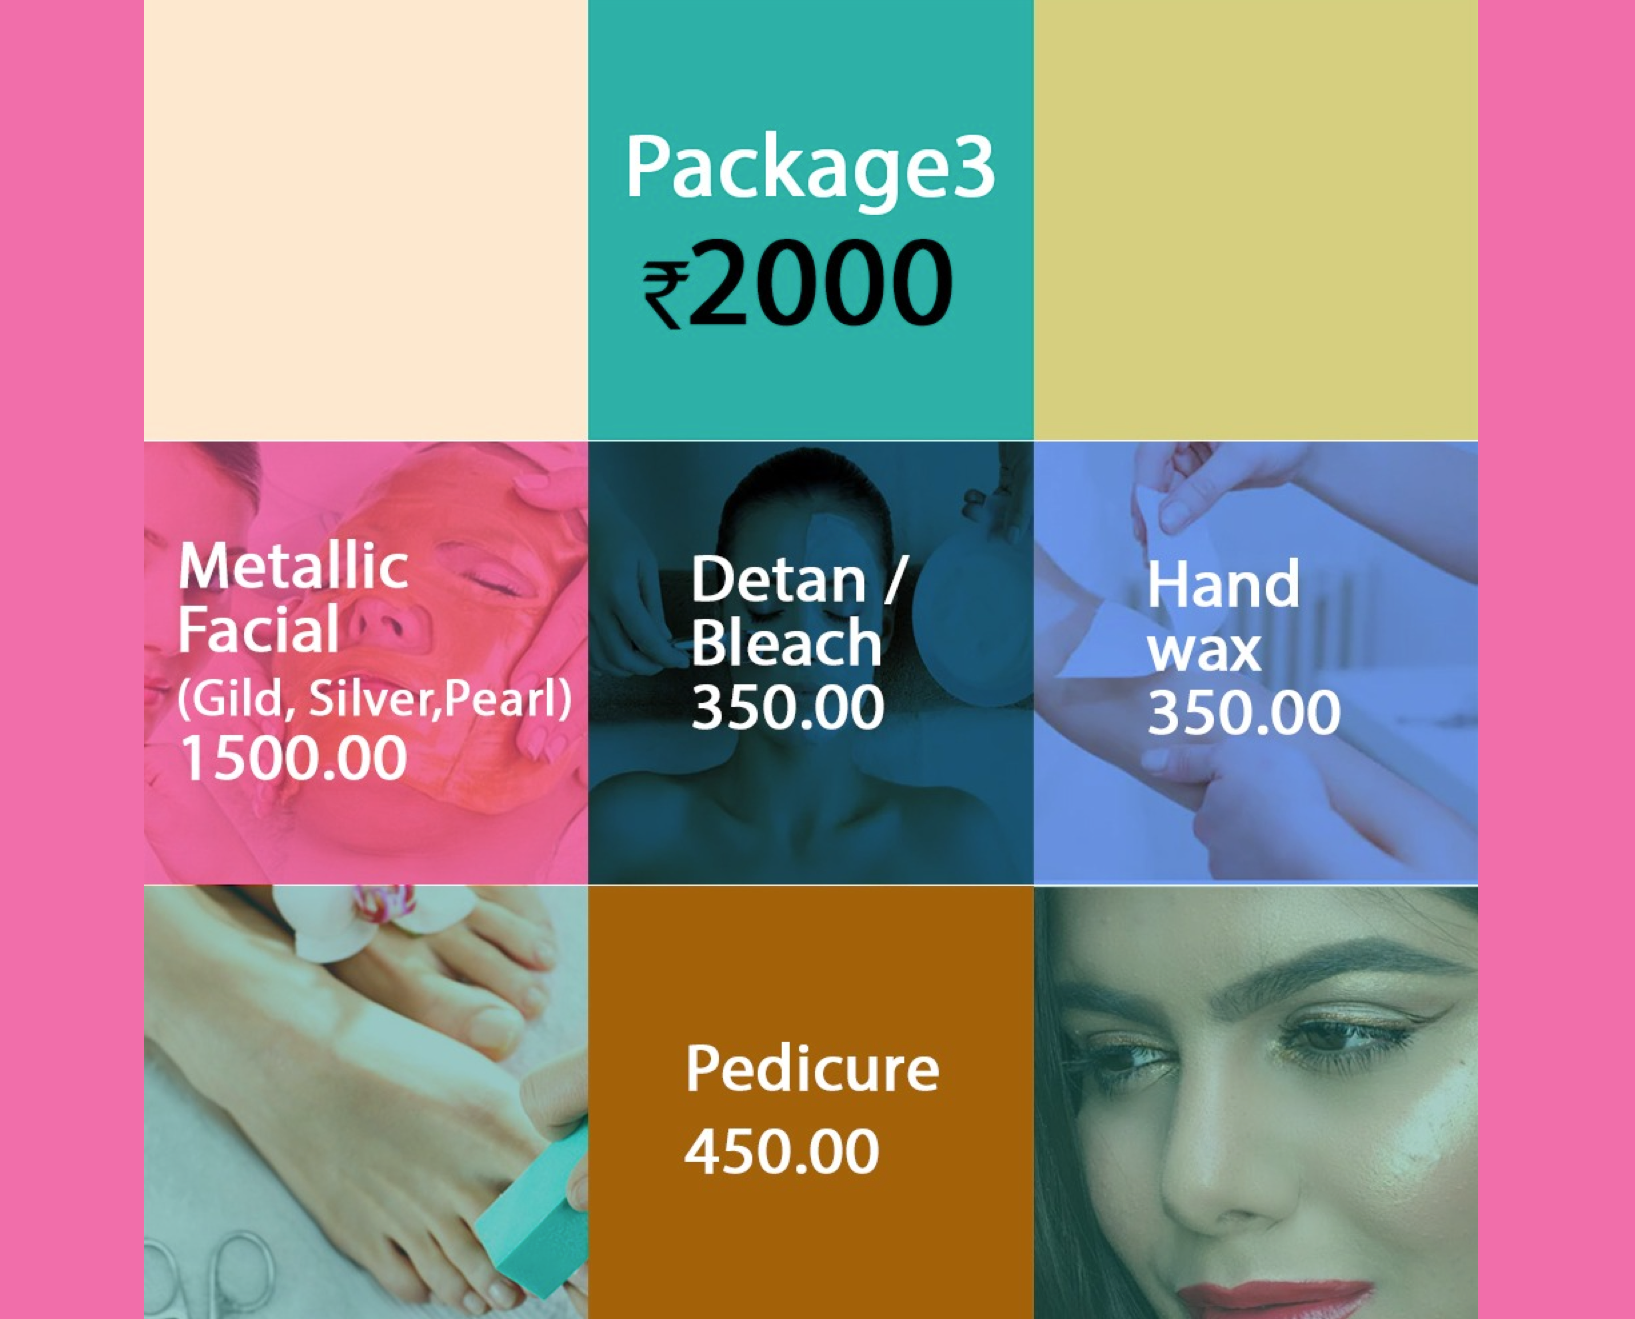 Package3
₹2000
Metallic
Facial
(Gild, Silver,Pearl)
1500.00
Detan /
Bleach
350.00
Hand
wax
350.00
Pedicure
450.00